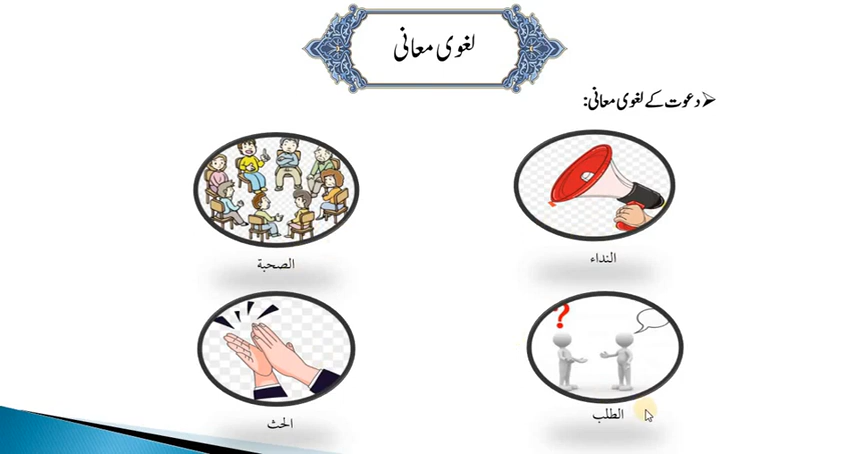 لغوی معانی
دعوت کے لغوی معانی:
النداء
الصحبة
الطلب
الحث